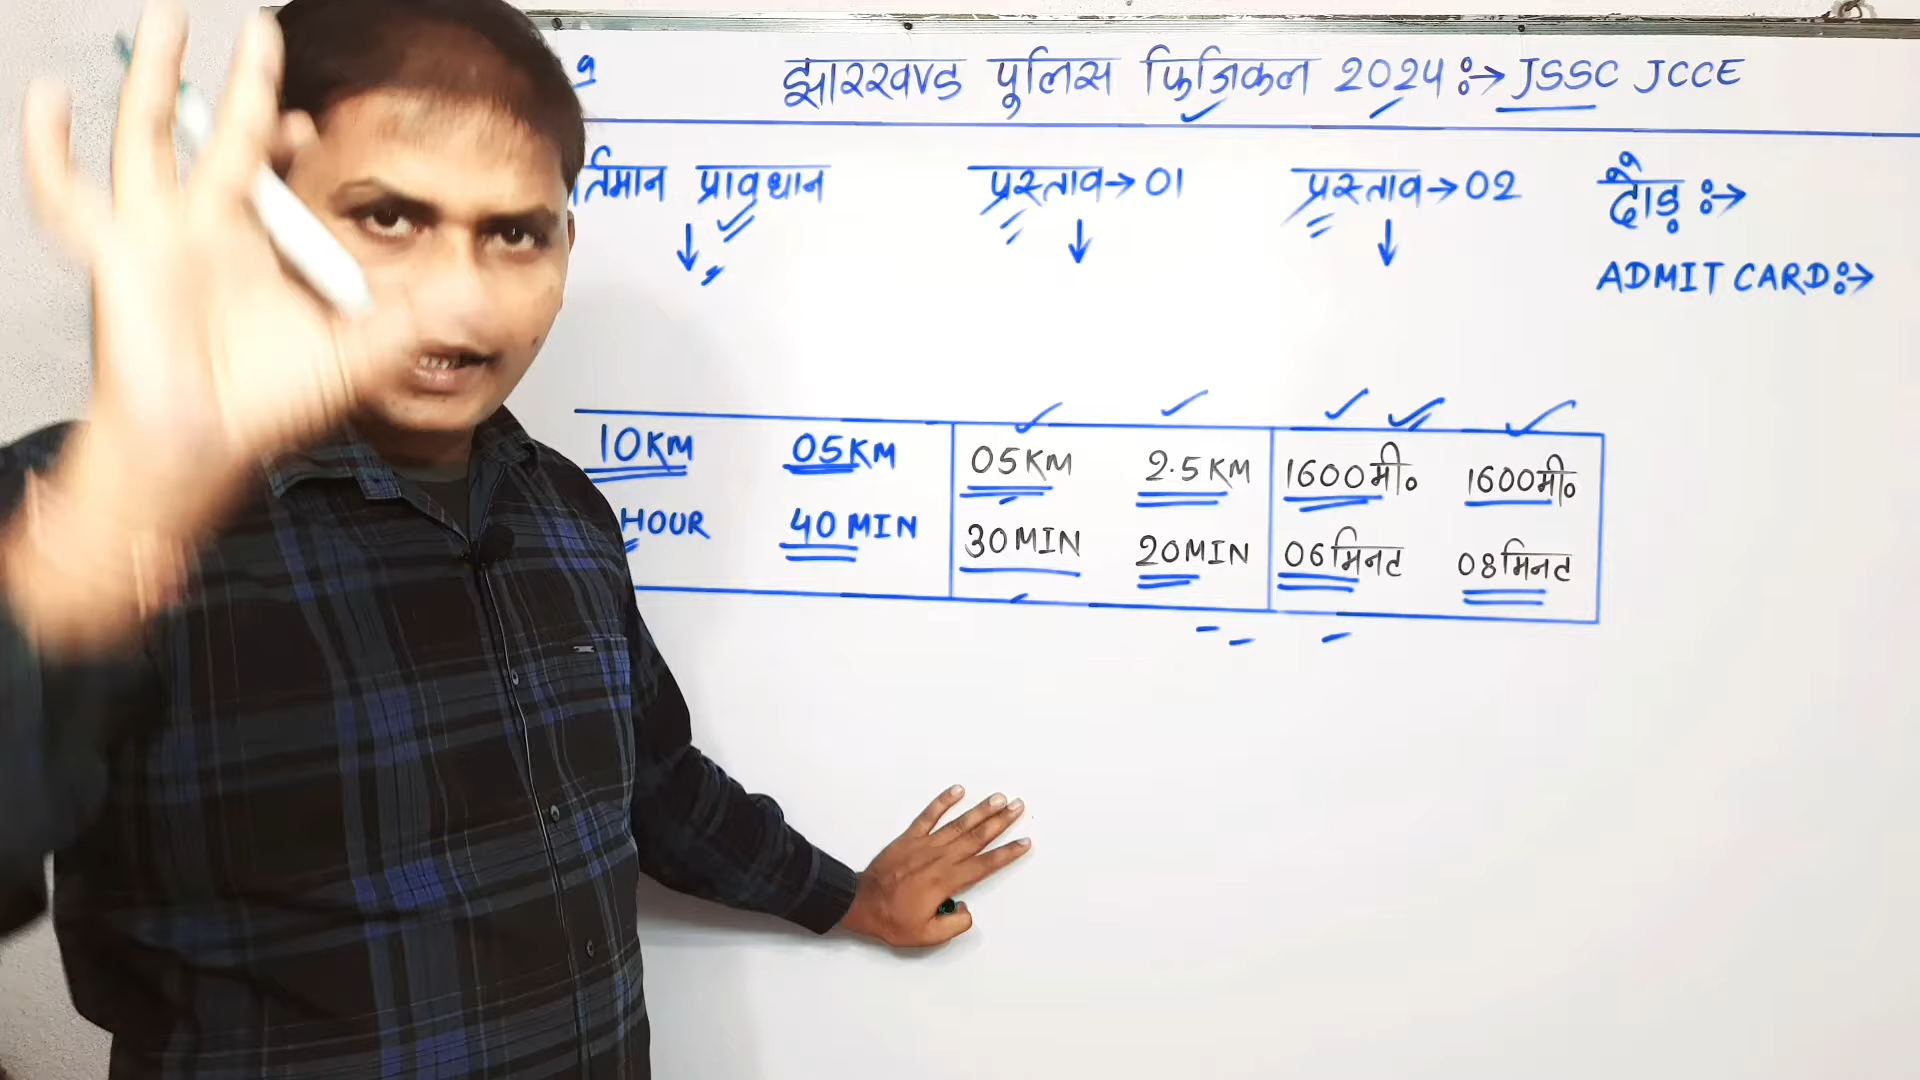 झारखण्ड पुलिस फिजिकल 2024 :→ JSSC JCCE
प्रावधान प्रस्ताव→01 प्रस्ताव→02 दौड़ :→
ADMIT CARD:→
10KM 05KM 05KM 2.5KM 1600मी० 1600मी०
HOUR 40 MIN 30MIN 20MIN 06मिनट 08मिनट